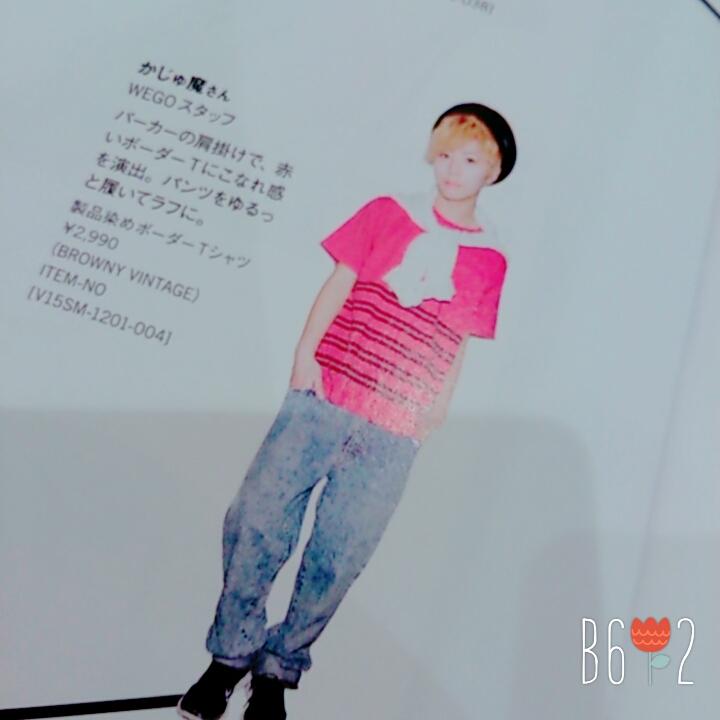 かじゅ魔さん
WEGOスタッフ
パーカーの肩掛けで、赤
いボーダーTにこなれ感
を演出。パンツをゆるっ
と履いてラフに。
製品染めボーダーTシャツ
¥2,990
(BROWNY VINTAGE)
ITEM-NO
[V15SM-1201-004]
B6 2